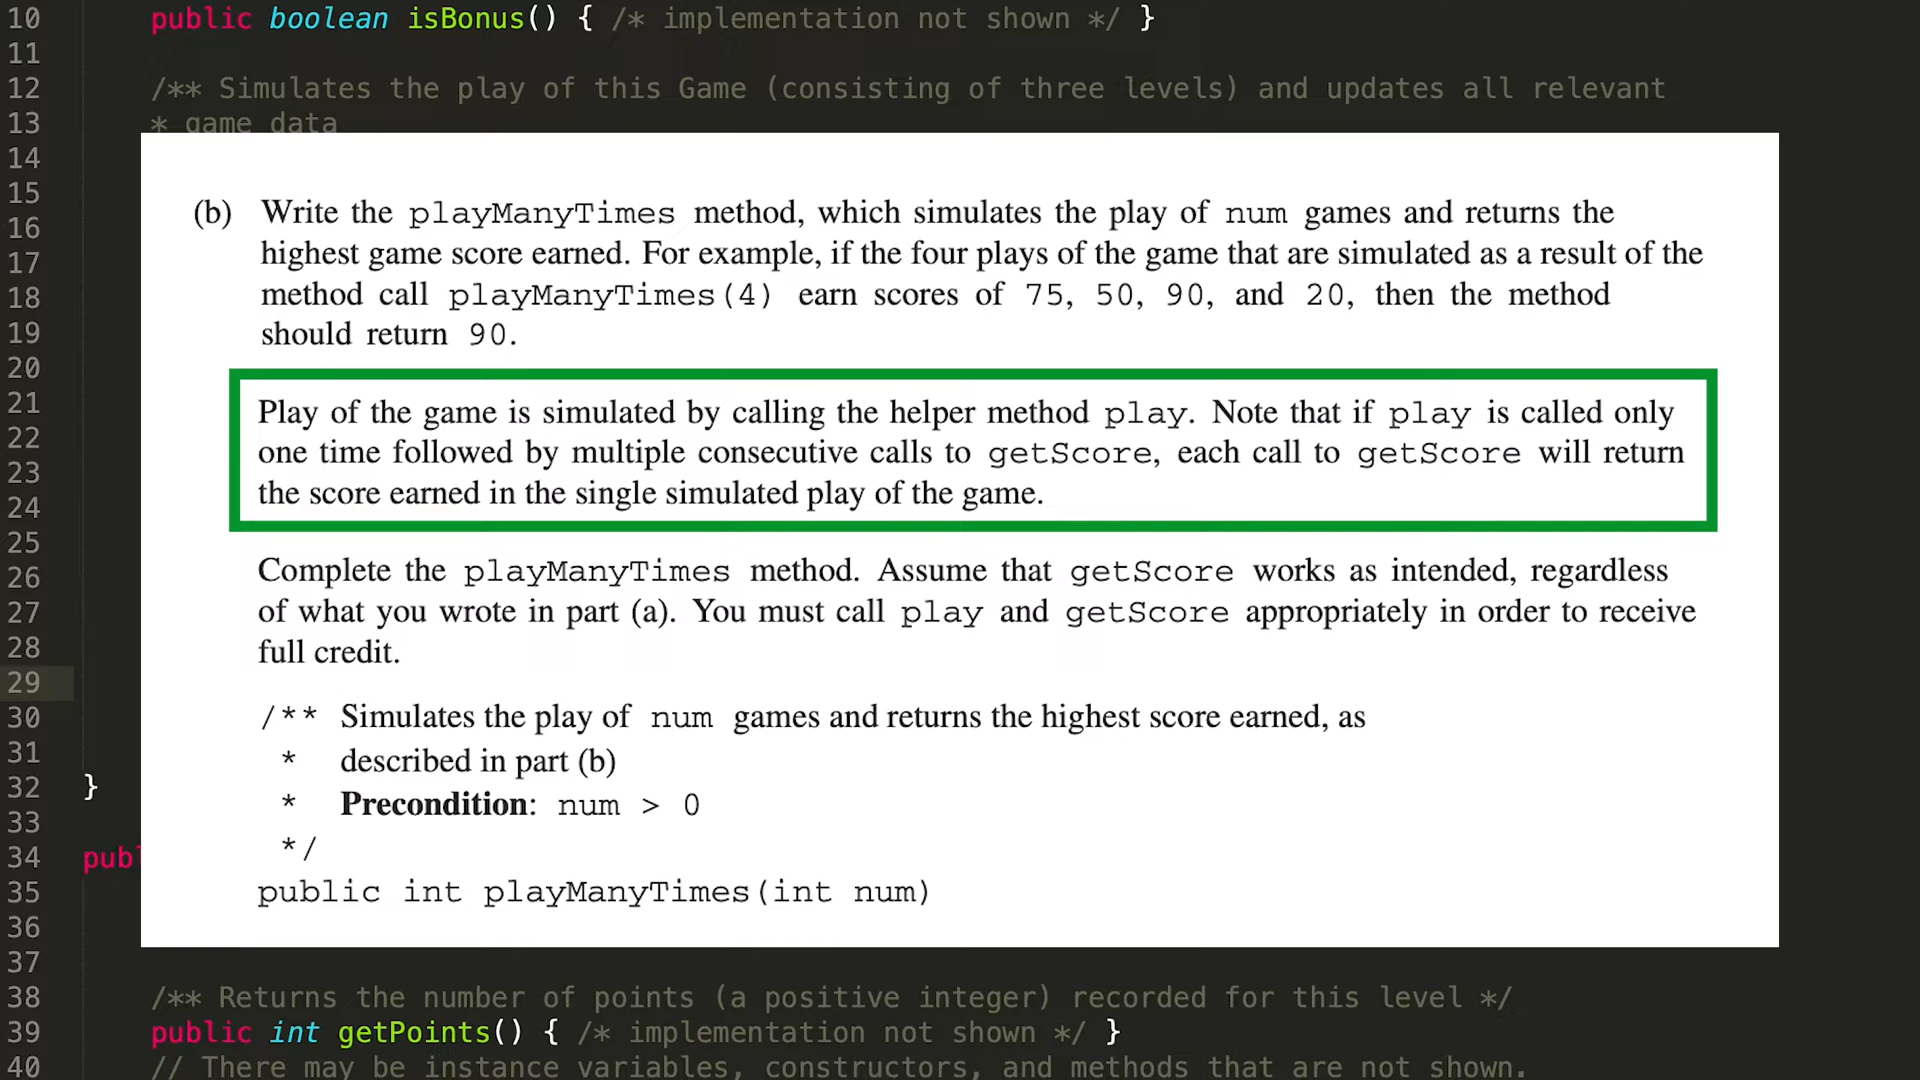 10 public boolean isBonus() { /* implementation not shown */ }
11
12 /** Simulates the play of this Game (consisting of three levels) and updates all relevant
13 * game data
14
15
16
17
18
19
20
21
22
23
24
25
26
27
28
29
30
31
32 }
33
34 publ
35
36
37
(b) Write the playManyTimes method, which simulates the play of num games and returns the
highest game score earned. For example, if the four plays of the game that are simulated as a result of the
method call playManyTimes(4) earn scores of 75, 50, 90, and 20, then the method
should return 90.
Play of the game is simulated by calling the helper method play. Note that if play is called only
one time followed by multiple consecutive calls to getScore, each call to getScore will return
the score earned in the single simulated play of the game.
Complete the playManyTimes method. Assume that getScore works as intended, regardless
of what you wrote in part (a). You must call play and getScore appropriately in order to receive
full credit.
/** Simulates the play of num games and returns the highest score earned, as
* described in part (b)
* Precondition: num > 0
*/
public int playManyTimes(int num)
38 /** Returns the number of points (a positive integer) recorded for this level */
39 public int getPoints() { /* implementation not shown */ }
40 // There may be instance variables, constructors, and methods that are not shown.